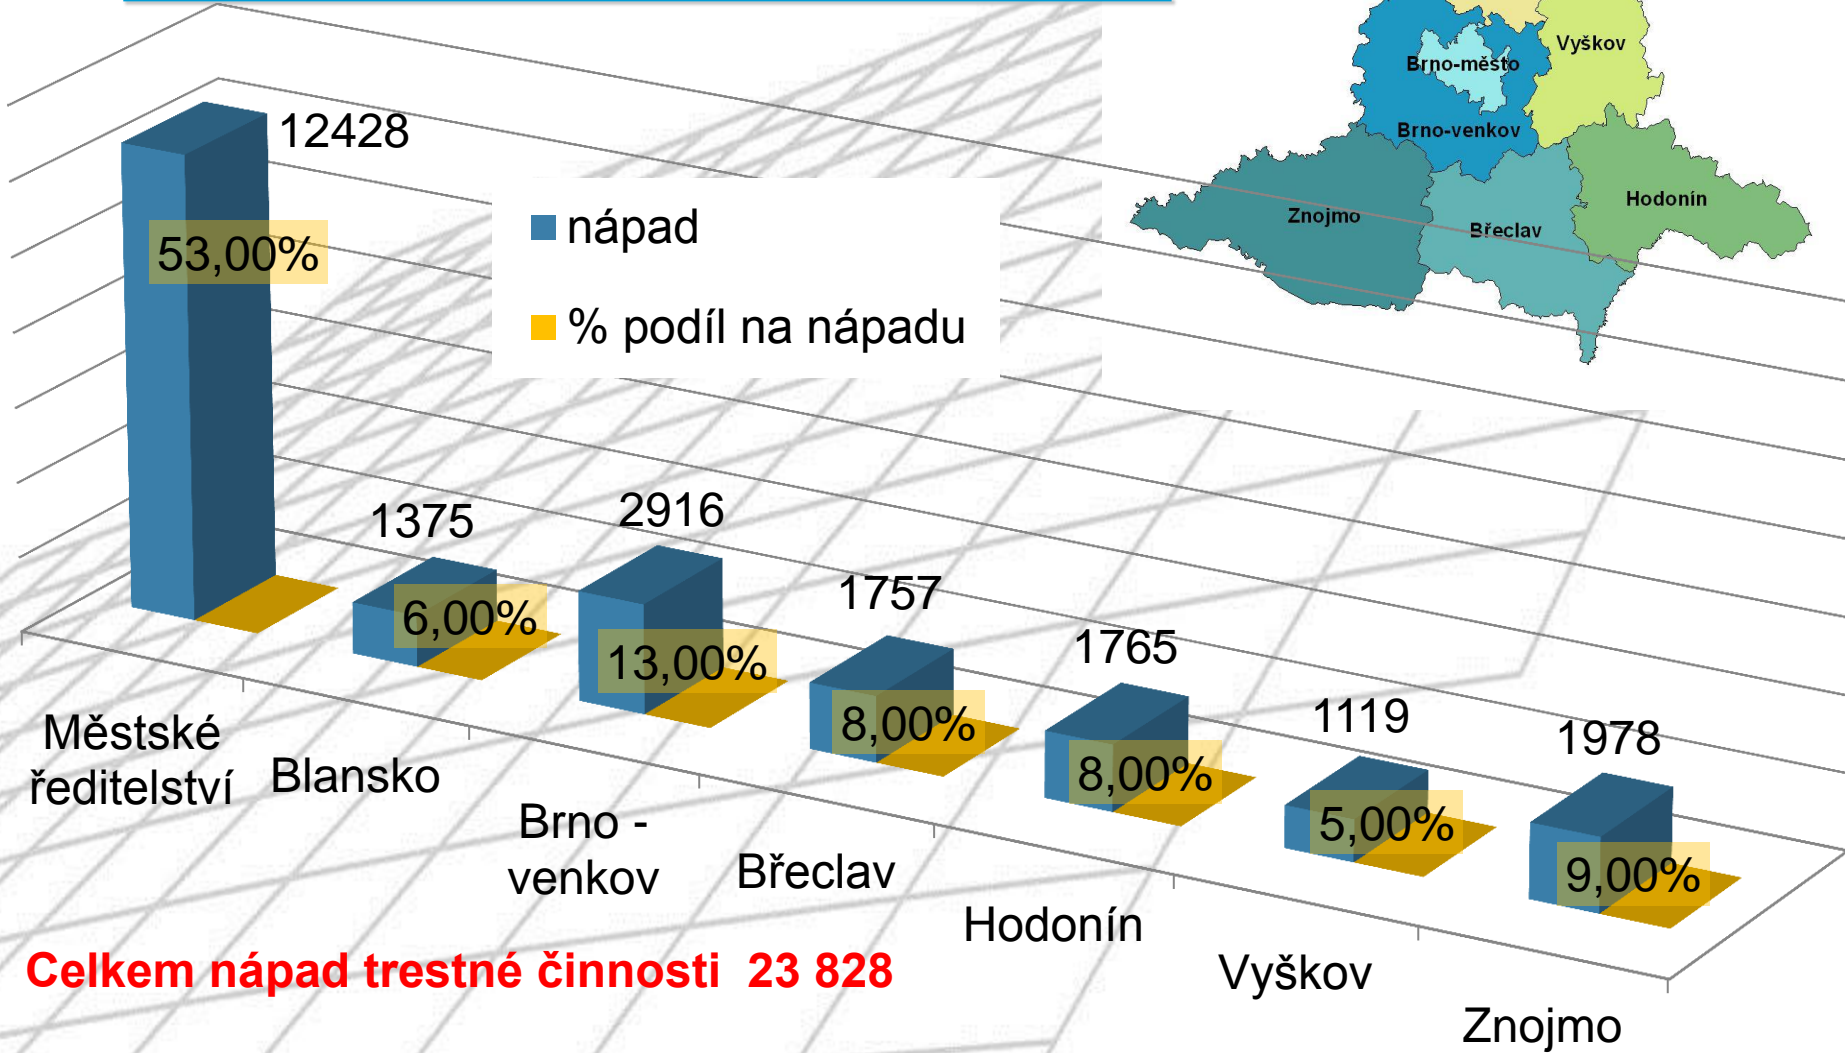 Vyškov
Brno-město
Brno-venkov
Hodonín
Znojmo
Břeclav
nápad
% podíl na nápadu
12428
53,00%
1375
6,00%
2916
13,00%
1757
8,00%
1765
8,00%
1119
5,00%
1978
9,00%
Městské
ředitelství
Blansko
Brno -
venkov
Břeclav
Hodonín
Vyškov
Znojmo
Celkem nápad trestné činnosti 23 828